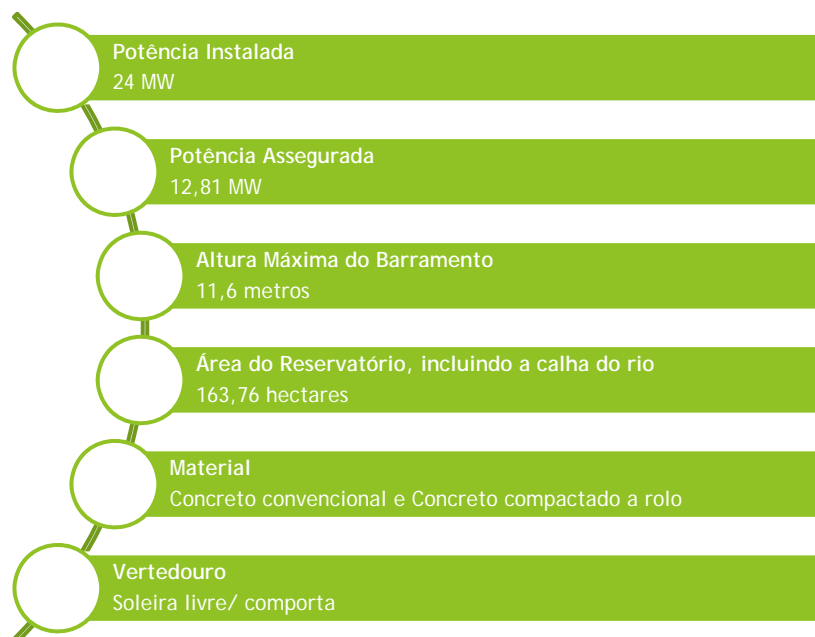 Potência Instalada
24 MW
Potência Assegurada
12,81 MW
Altura Máxima do Barramento
11,6 metros
Área do Reservatório, incluindo a calha do rio
163,76 hectares
Material
Concreto convencional e Concreto compactado a rolo
Vertedouro
Soleira livre/ comporta